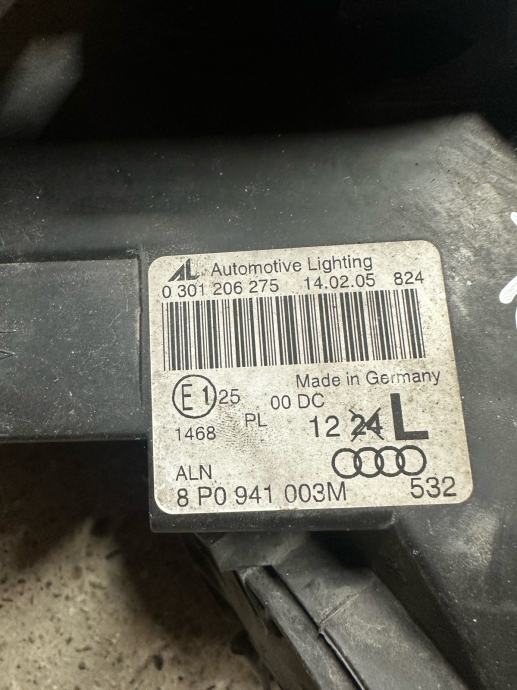 AL Automotive Lighting
0 301 206 275 14.02.05 824
Made in Germany
E1 25 00 DC
1468 PL 12 24 L
ALN
8 P0 941 003M 532